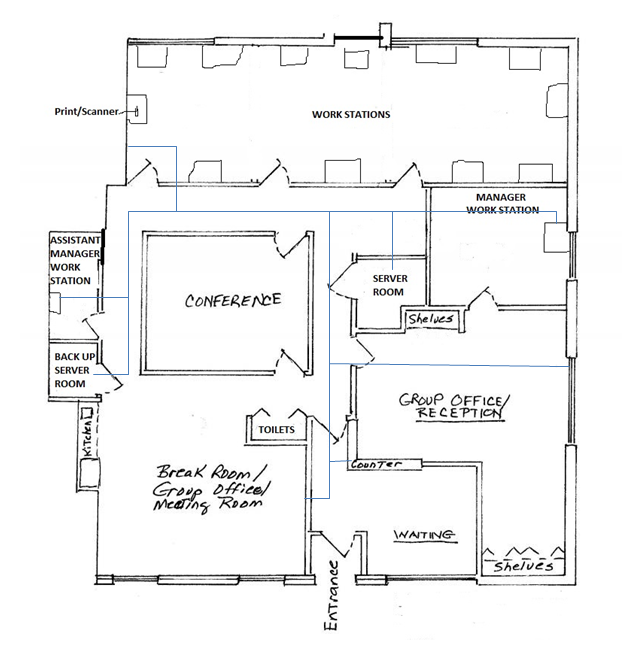 Print/Scanner
WORK STATIONS
MANAGER
WORK STATION
ASSISTANT
MANAGER
WORK
STATION
CONFERENCE
SERVER
ROOM
Shelves
BACK UP
SERVER
ROOM
GROUP OFFICE/
RECEPTION
Kitchen
TOILETS
COUNTER
Break Room/
Group Office/
Meeting Room
WAITING
Shelves
Entrance